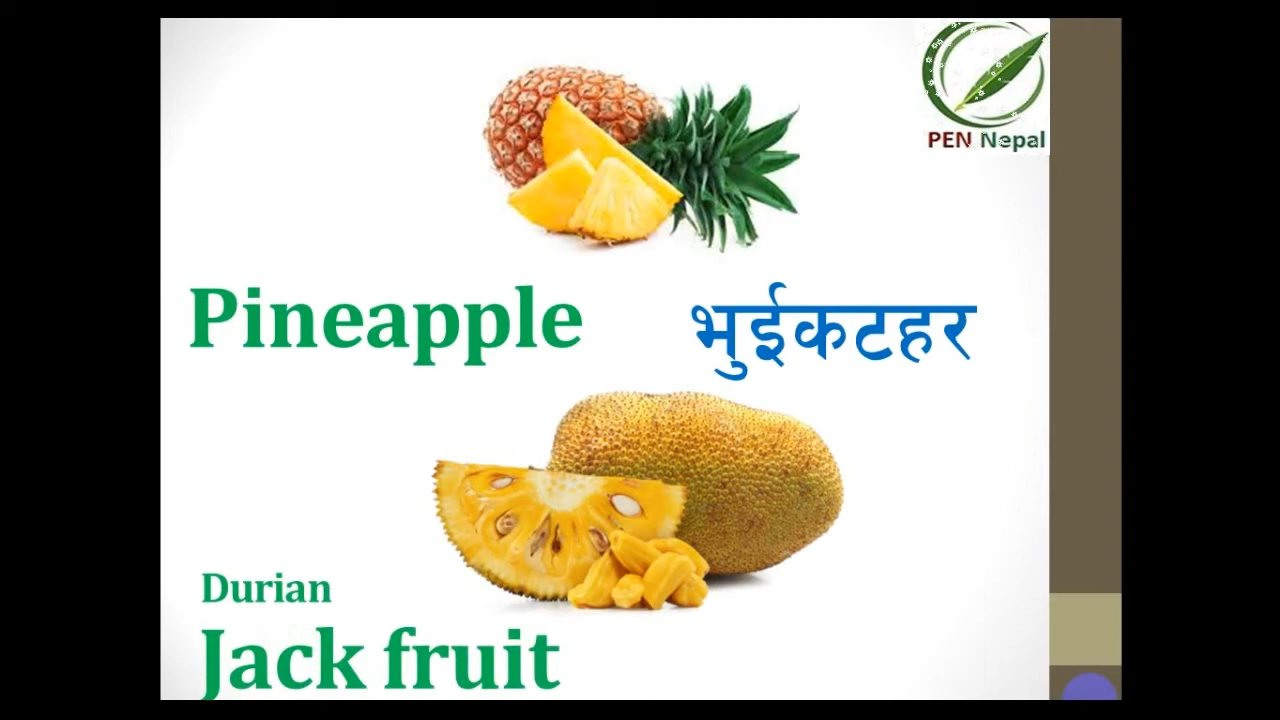 PEN Nepal
Pineapple भुईकटहर
Durian
Jack fruit